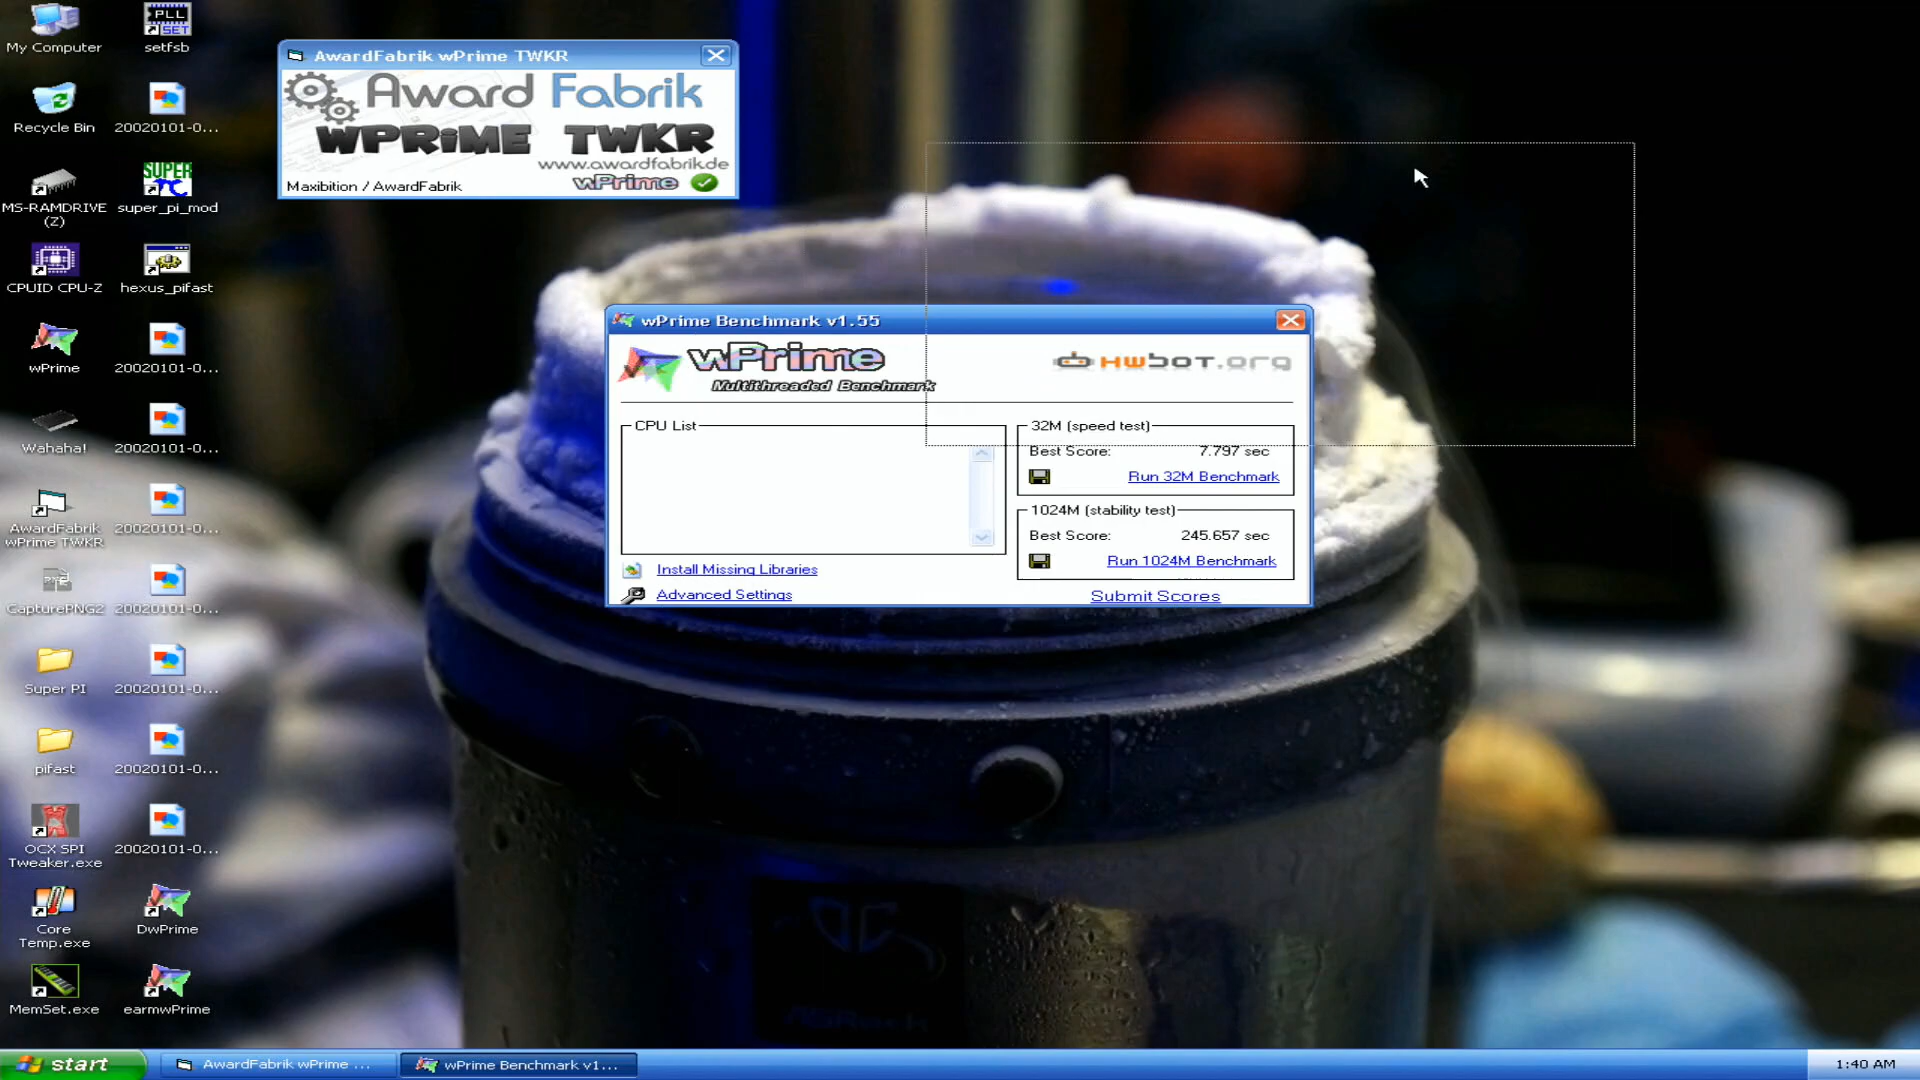 My Computer
setfsb
Recycle Bin
20020101-0...
MS-RAMDRIVE
(Z)
super_pi_mod
CPUID CPU-Z
hexus_pifast
wPrime
20020101-0...
Wahaha!
20020101-0...
AwardFabrik
wPrime TWKR
20020101-0...
CapturePNG2
20020101-0...
Super PI
20020101-0...
pifast
20020101-0...
OCX SPI
Tweaker.exe
20020101-0...
Core
Temp.exe
DwPrime
MemSet.exe
earmwPrime
PLL
SET
SUPER
AwardFabrik wPrime TWKR
Award Fabrik
WPRiME TWKR
www.awardfabrik.de
wPrime
Maxibition / AwardFabrik
wPrime Benchmark v1.55
wPrime
Multithreaded Benchmark
HWBOT.org
CPU List
32M (speed test)
Best Score: 7.797 sec
Run 32M Benchmark
1024M (stability test)
Best Score: 245.657 sec
Run 1024M Benchmark
Install Missing Libraries
Advanced Settings
Submit Scores
start
AwardFabrik wPrime ...
wPrime Benchmark v1...
1:40 AM